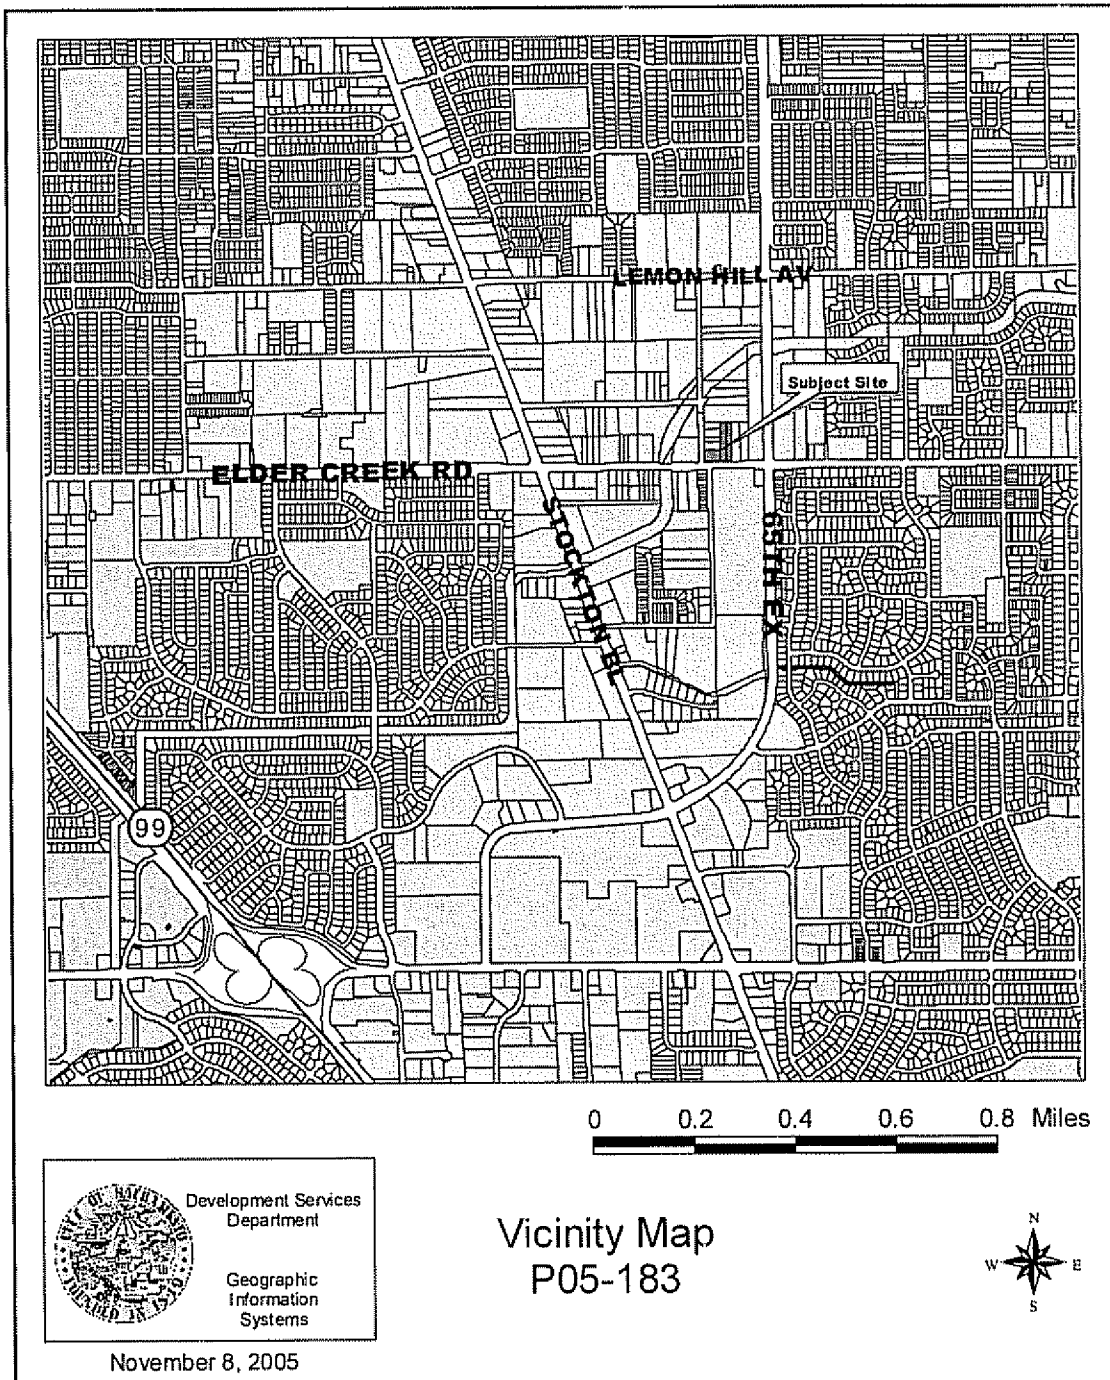 LEMON HILL AV
Subject Site
ELDER CREEK RD
STOCKTON BL
65TH EX
99
0 0.2 0.4 0.6 0.8 Miles
Development Services
Department
Geographic
Information
Systems
November 8, 2005
Vicinity Map
P05-183
N
W E
S